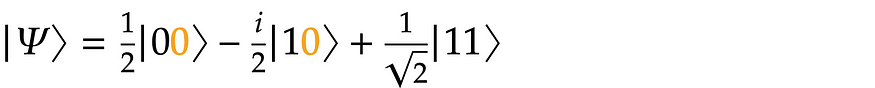 |Ψ⟩ = 1/2|00⟩ − i/2|10⟩ + 1/√2|11⟩